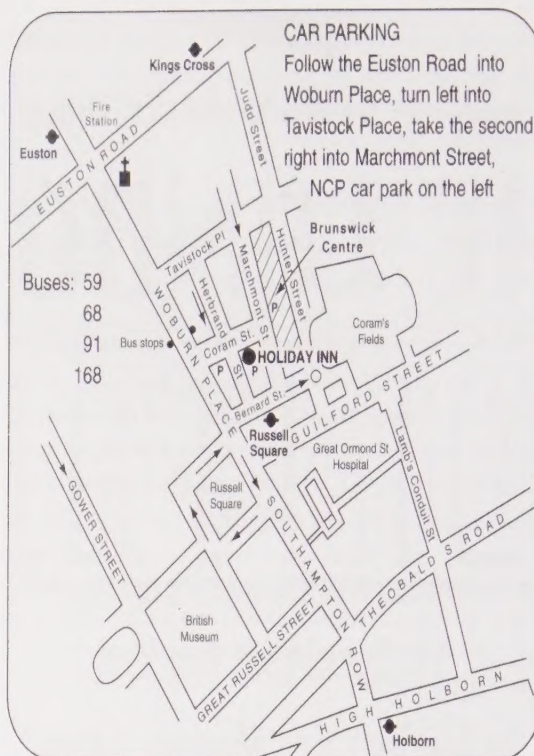 CAR PARKING
Follow the Euston Road into
Woburn Place, turn left into
Tavistock Place, take the second
right into Marchmont Street,
NCP car park on the left
Kings Cross
Fire
Station
Euston
EUSTON ROAD
Judd Street
Brunswick
Centre
Tavistock Pl
Marchmont St.
Hunter Street
P
Herbrand St
Buses: 59
68
91
168
Bus stops
WOBURN PLACE
Coram St.
HOLIDAY INN
P
P
Coram's
Fields
Bernard St.
Russell
Square
GUILFORD STREET
Great Ormond St
Hospital
Lamb's Conduit St
Russell
Square
GOWER STREET
SOUTHAMPTON ROW
THEOBALD'S ROAD
British
Museum
GREAT RUSSELL STREET
HIGH HOLBORN
Holborn